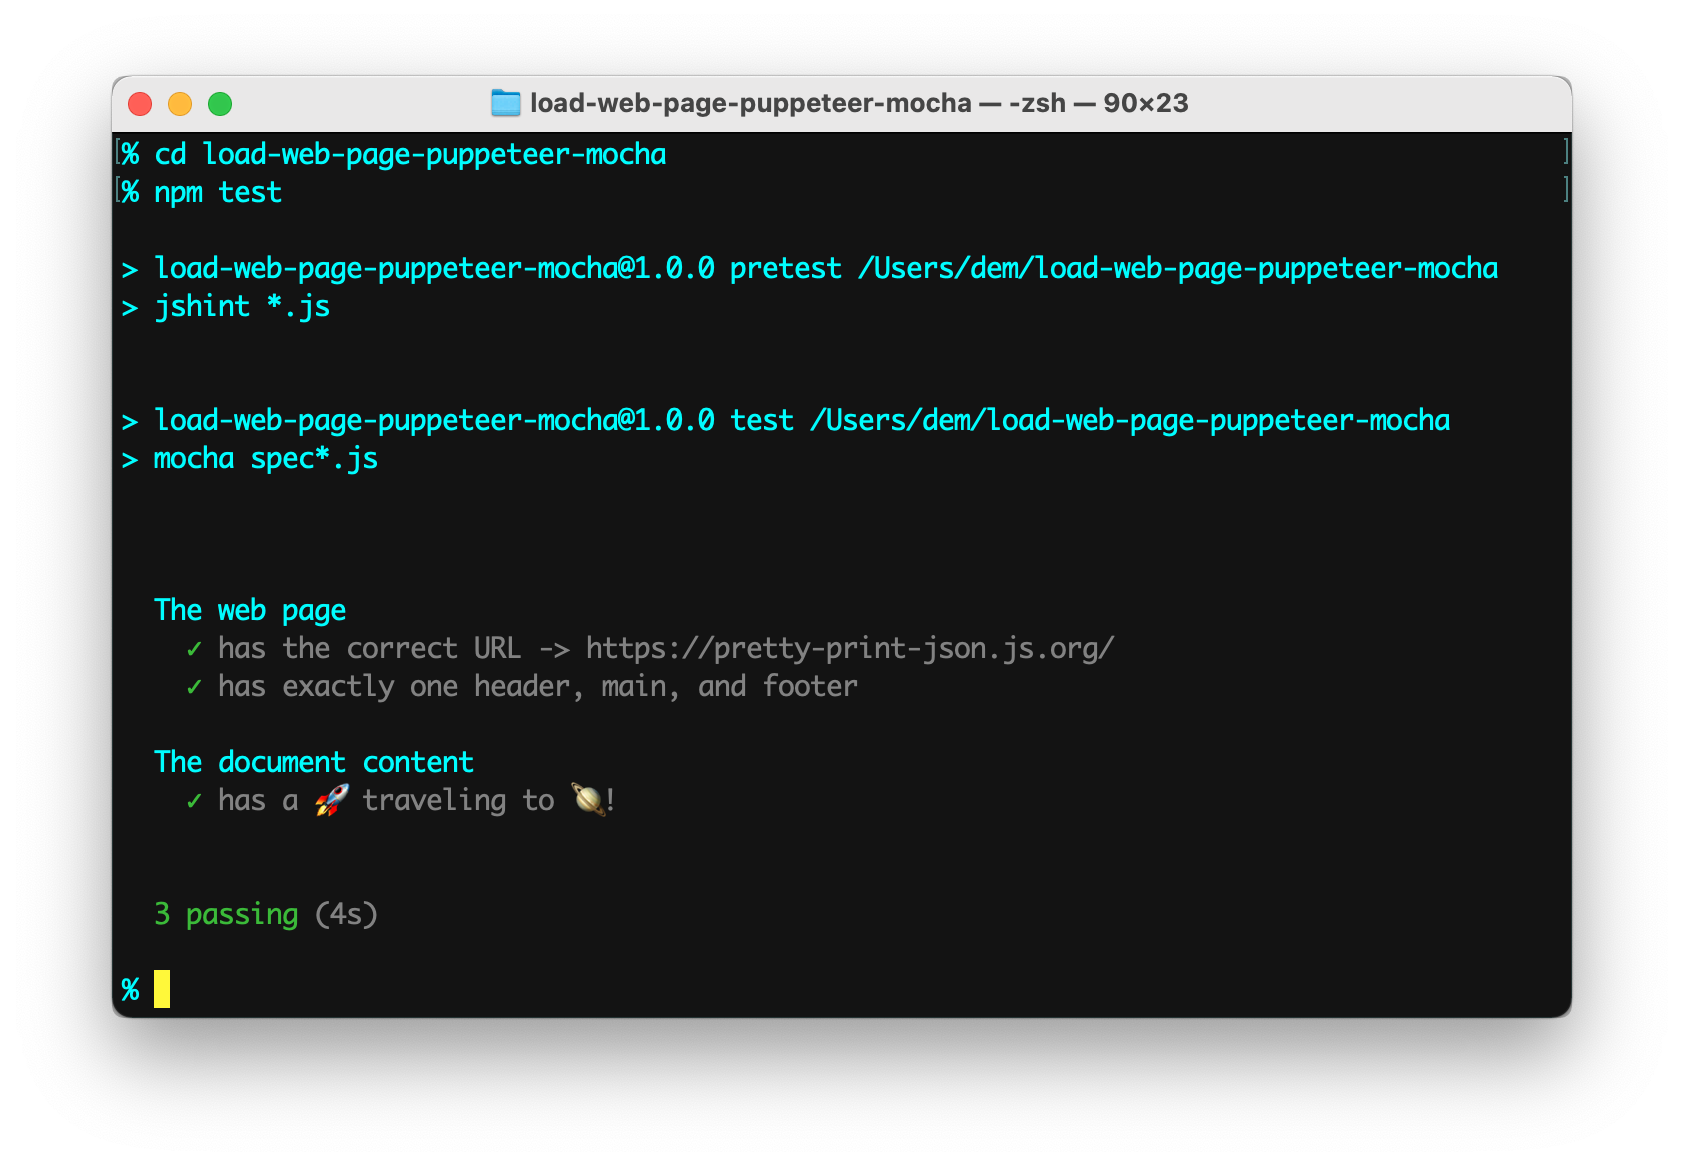 load-web-page-puppeteer-mocha — -zsh — 90×23
[% cd load-web-page-puppeteer-mocha ]
[% npm test ]
> load-web-page-puppeteer-mocha@1.0.0 pretest /Users/dem/load-web-page-puppeteer-mocha
> jshint *.js
> load-web-page-puppeteer-mocha@1.0.0 test /Users/dem/load-web-page-puppeteer-mocha
> mocha spec*.js
The web page
✓ has the correct URL -> https://pretty-print-json.js.org/
✓ has exactly one header, main, and footer
The document content
✓ has a 🚀 traveling to 🪐!
3 passing (4s)
%